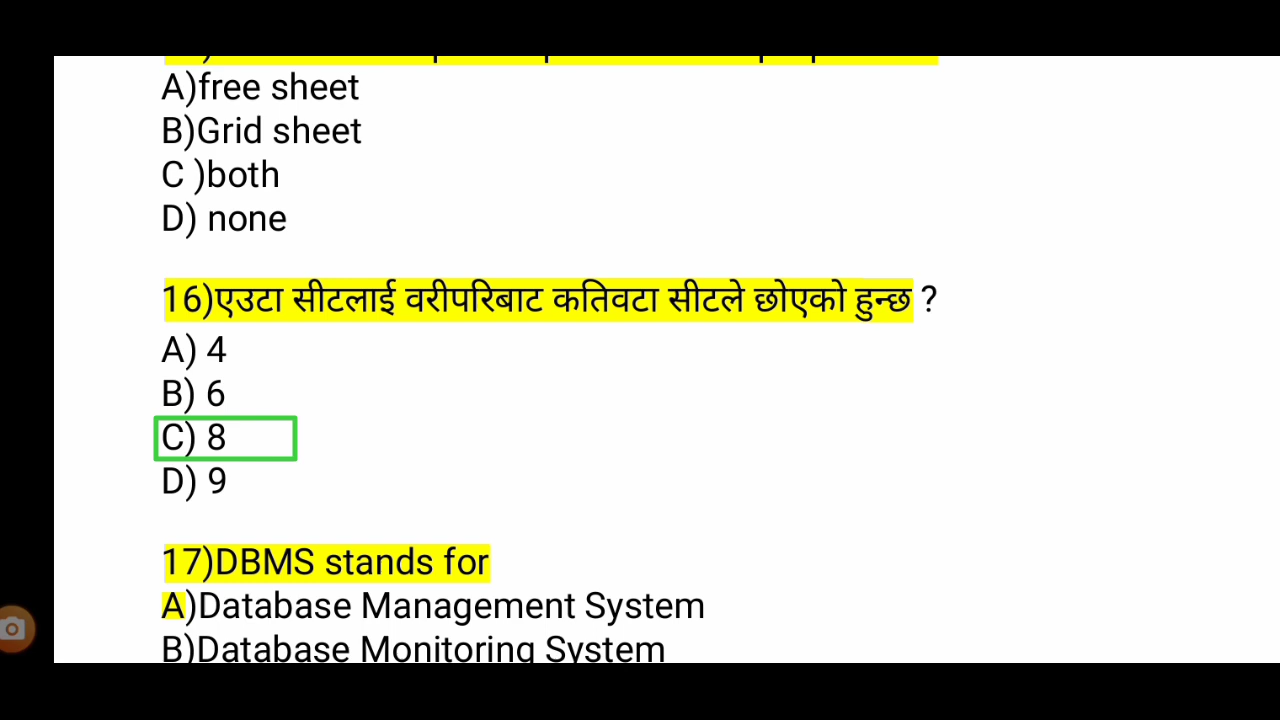 A)free sheet
B)Grid sheet
C )both
D) none
16)एउटा सीटलाई वरीपरिबाट कतिवटा सीटले छोएको हुन्छ ?
A) 4
B) 6
C) 8
D) 9
17)DBMS stands for
A)Database Management System
B)Database Monitoring System